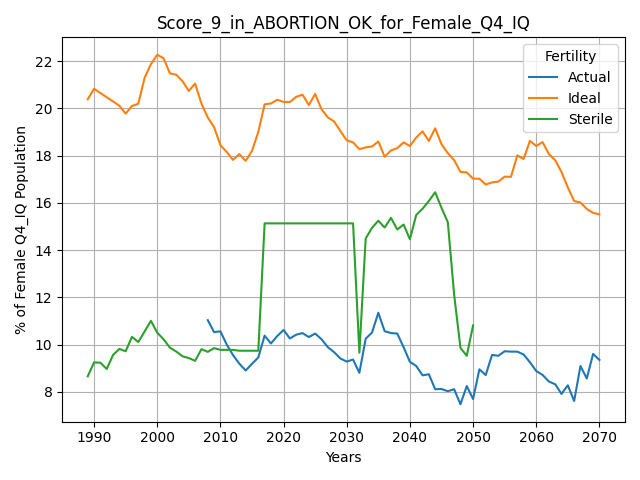 Score_9_in_ABORTION_OK_for_Female_Q4_IQ
% of Female Q4_IQ Population
22
20
18
16
14
12
10
8
Fertility
Actual
Ideal
Sterile
1990 2000 2010 2020 2030 2040 2050 2060 2070
Years